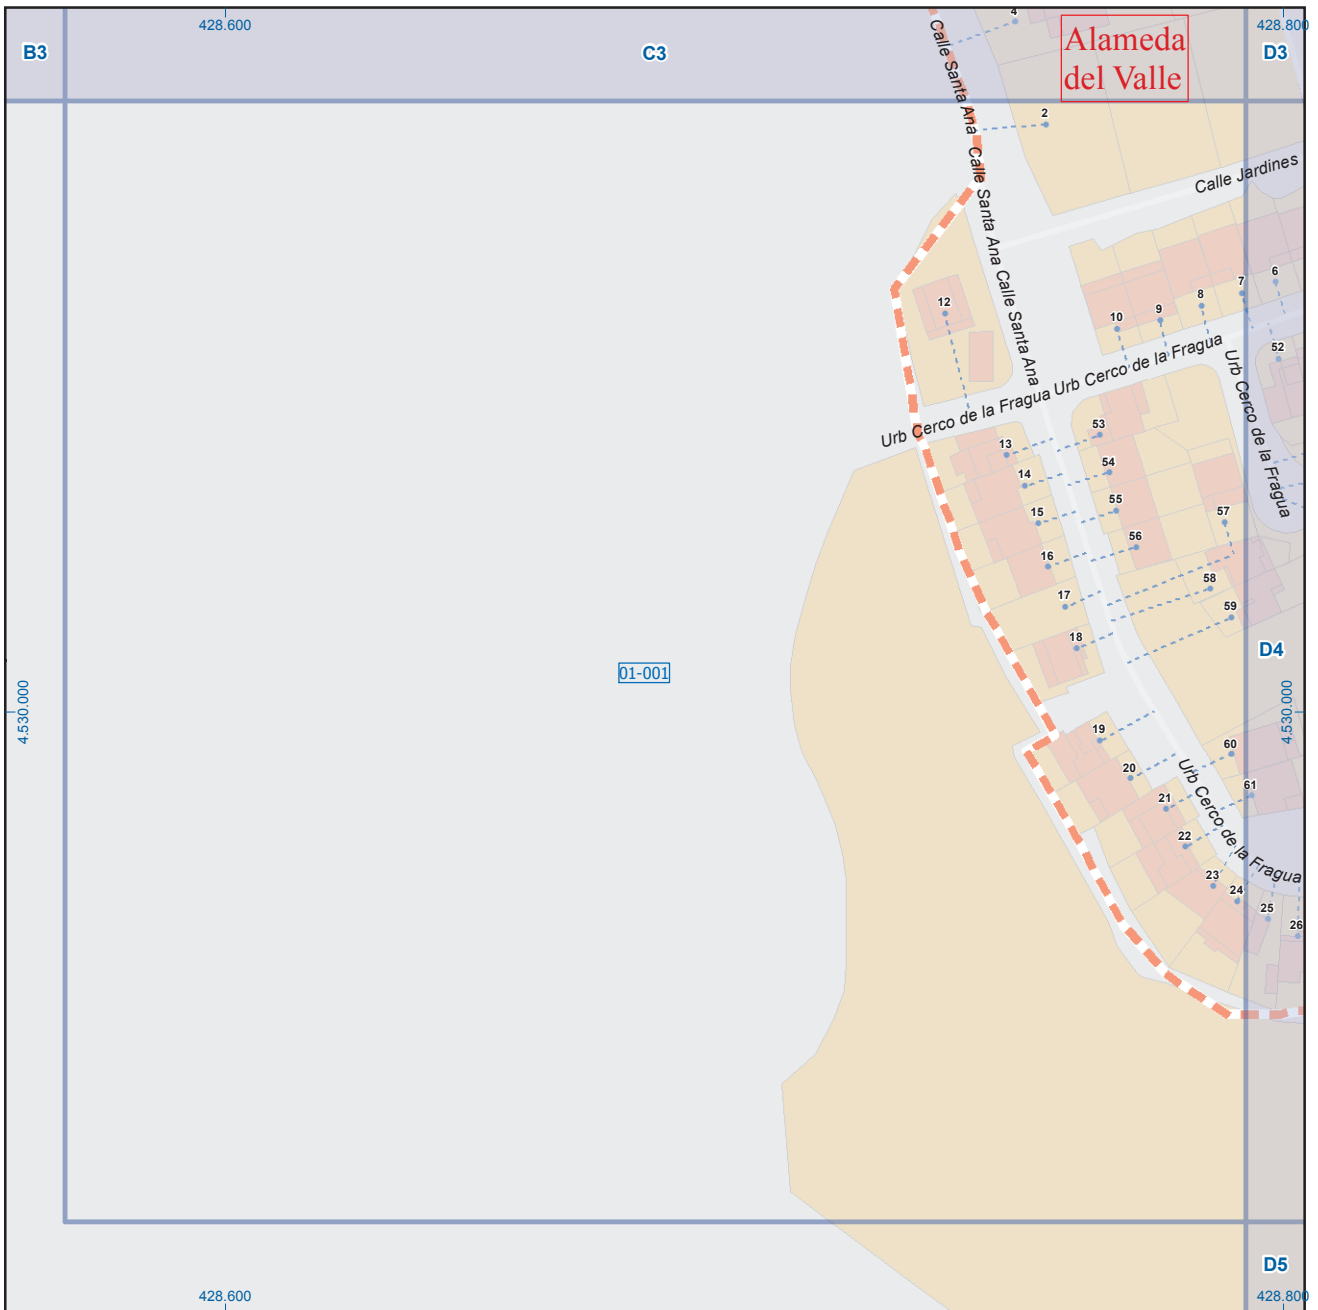 4
428.600
428.800
B3
C3
Alameda
del Valle
D3
Calle Santa Ana
2
Calle Santa Ana
Calle Jardines
Calle Santa Ana
12
10
9
8
7
6
52
Urb Cerco de la Fragua
Urb Cerco de la Fragua
Urb Cerco de la Fragua
13
14
15
16
17
18
53
54
55
56
57
58
59
D4
01-001
4.530.000
4.530.000
19
20
21
22
23
24
25
26
60
61
Urb Cerco de la Fragua
D5
428.600
428.800